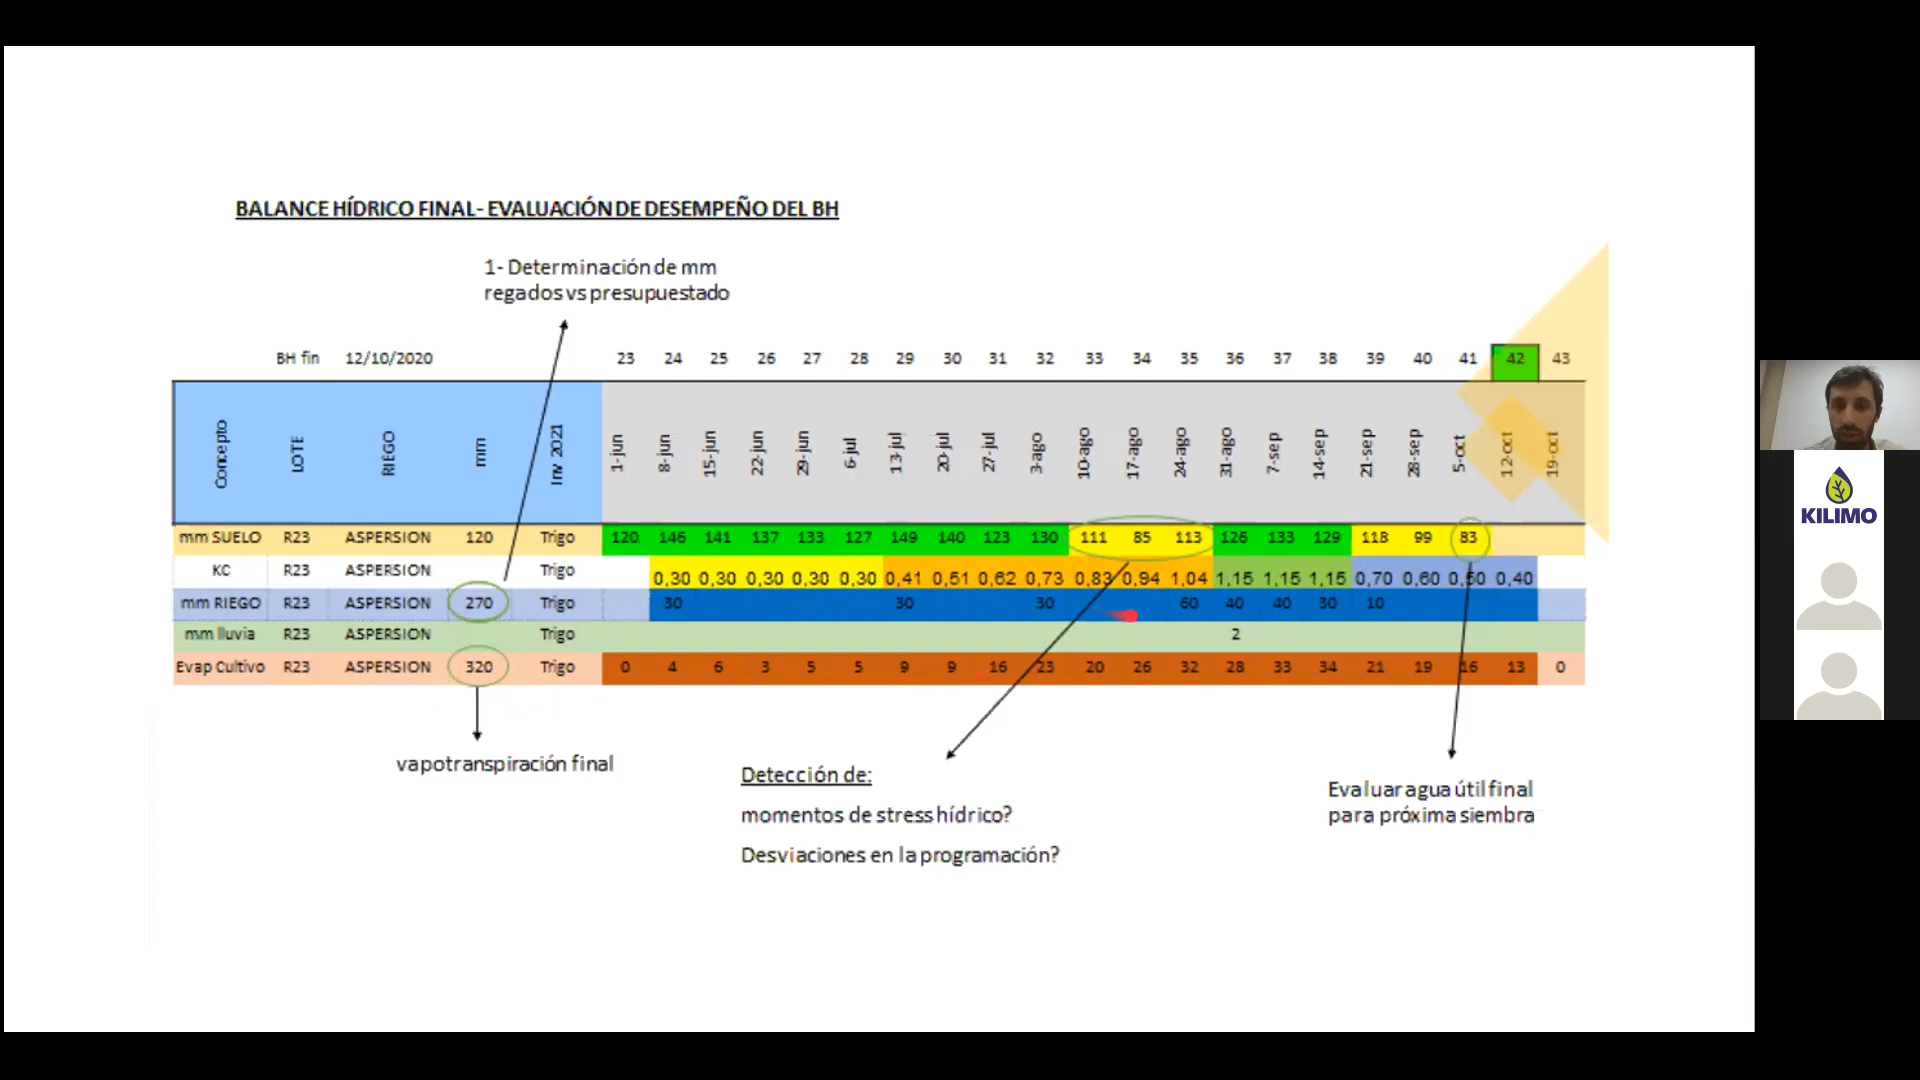 BALANCE HÍDRICO FINAL- EVALUACIÓN DE DESEMPEÑO DEL BH
1- Determinación de mm
regados vs presupuestado
BH fin 12/10/2020 23 24 25 26 27 28 29 30 31 32 33 34 35 36 37 38 39 40 41 42 43
Concepto LOTE RIEGO mm Inv 2021 1-jun 8-jun 15-jun 22-jun 29-jun 6-jul 13-jul 20-jul 27-jul 3-ago 10-ago 17-ago 24-ago 31-ago 7-sep 14-sep 21-sep 28-sep 5-oct 12-oct 19-oct
mm SUELO R23 ASPERSION 120 Trigo 120 146 141 137 133 127 149 140 123 130 111 85 113 126 133 129 118 99 83
KC R23 ASPERSION Trigo 0,30 0,30 0,30 0,30 0,30 0,41 0,51 0,62 0,73 0,83 0,94 1,04 1,15 1,15 1,15 0,70 0,60 0,50 0,40
mm RIEGO R23 ASPERSION 270 Trigo 30 30 30 60 40 40 30 10
mm lluvia R23 ASPERSION Trigo 2
Evap Cultivo R23 ASPERSION 320 Trigo 0 4 6 3 5 5 9 9 16 23 20 26 32 28 33 34 21 19 16 13 0
vapotranspiración final
Detección de:
momentos de stress hídrico?
Desviaciones en la programación?
Evaluar agua útil final
para próxima siembra
KILIMO